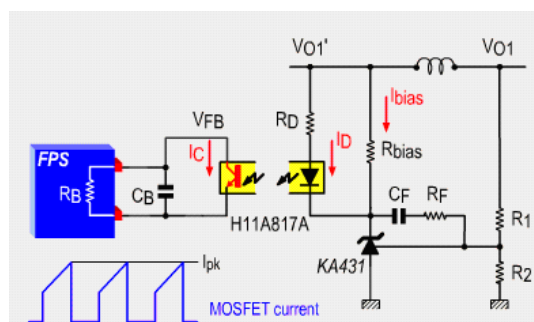 VO1' VO1
Ibias
RD
VFB
IC ID Rbias
FPS
CF RF
RB CB R1
H11A817A
KA431
R2
Ipk
MOSFET current